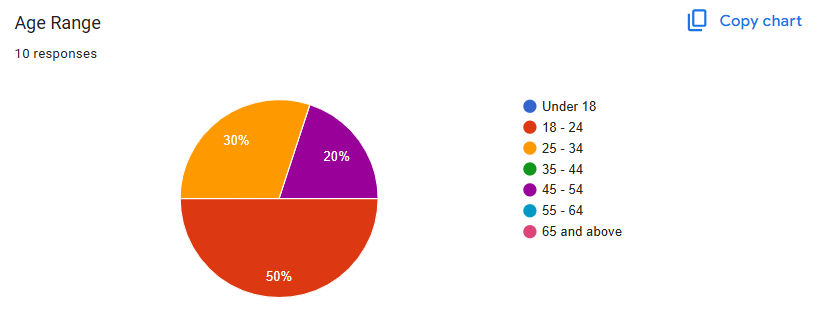 Age Range
Copy chart
10 responses
30%
20%
50%
Under 18
18 - 24
25 - 34
35 - 44
45 - 54
55 - 64
65 and above